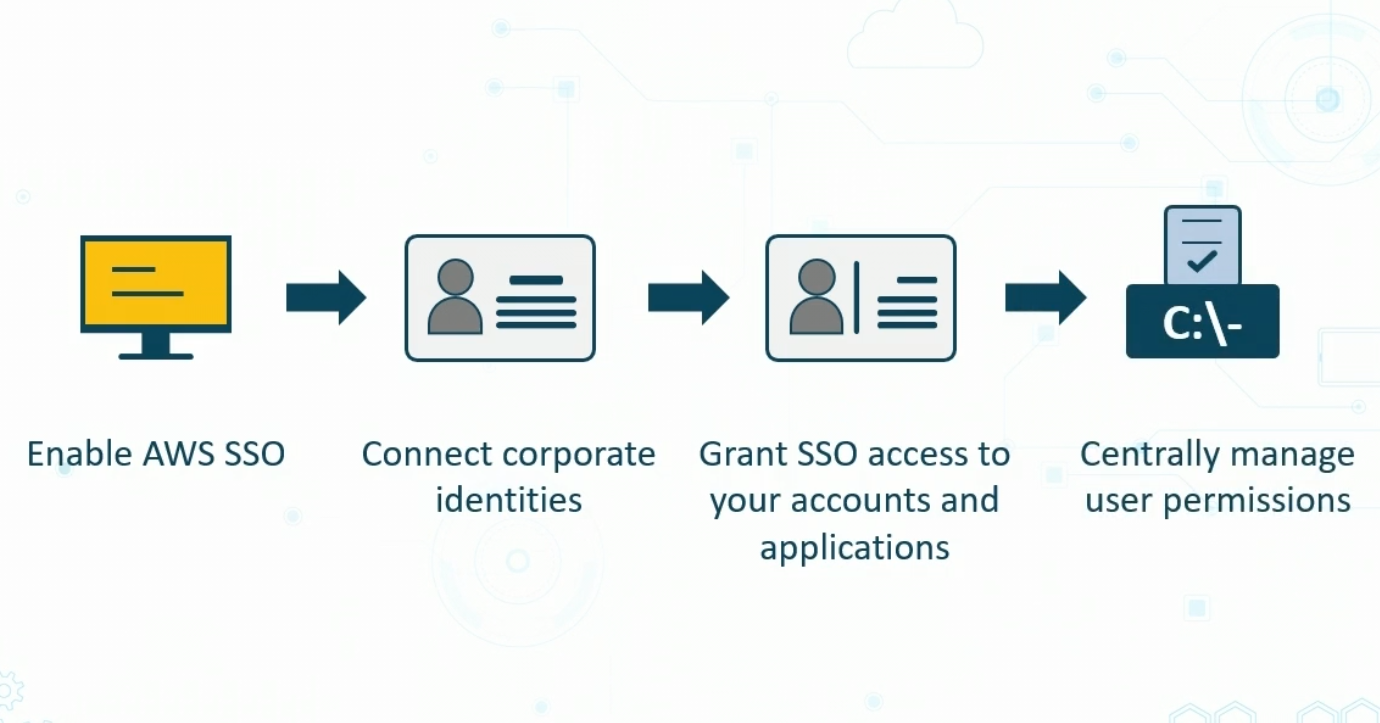 C:\-
Enable AWS SSO
Connect corporate
identities
Grant SSO access to
your accounts and
applications
Centrally manage
user permissions